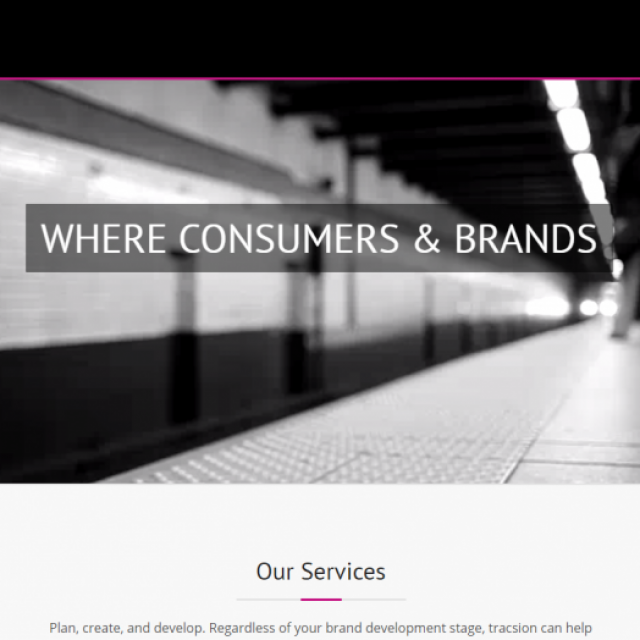 WHERE CONSUMERS & BRANDS
Our Services
Plan, create, and develop. Regardless of your brand development stage, tracsion can help